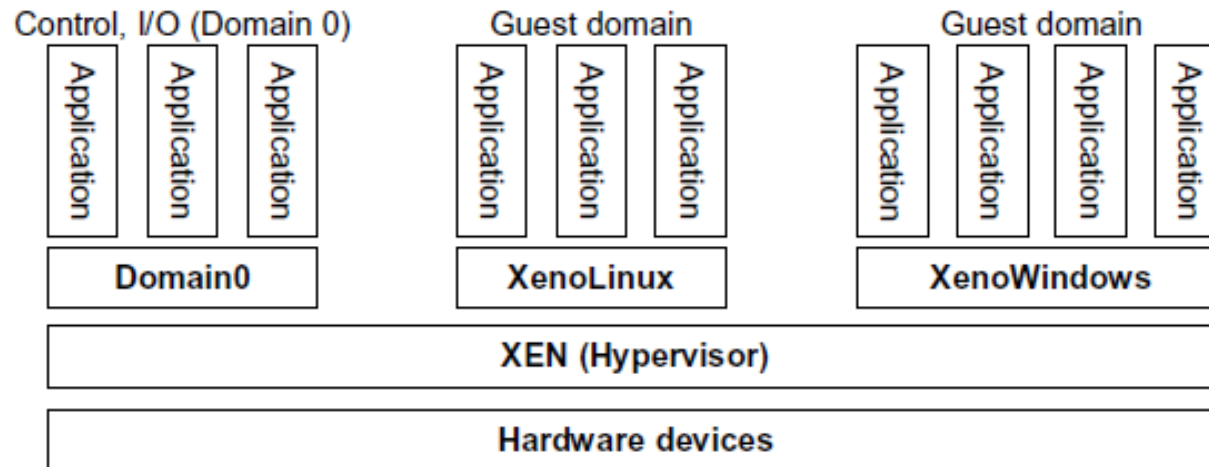 Control, I/O (Domain 0)
Guest domain
Guest domain
Application
Application
Application
Application
Application
Application
Application
Application
Application
Application
Domain0
XenoLinux
XenoWindows
XEN (Hypervisor)
Hardware devices